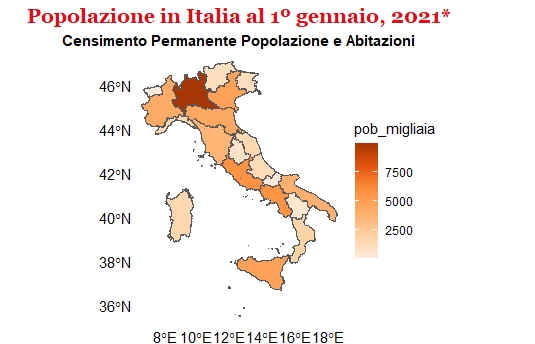 Popolazione in Italia al 1º gennaio, 2021*
Censimento Permanente Popolazione e Abitazioni
46°N
44°N
42°N
40°N
38°N
36°N
8°E 10°E 12°E 14°E 16°E 18°E
pob_migliaia
7500
5000
2500